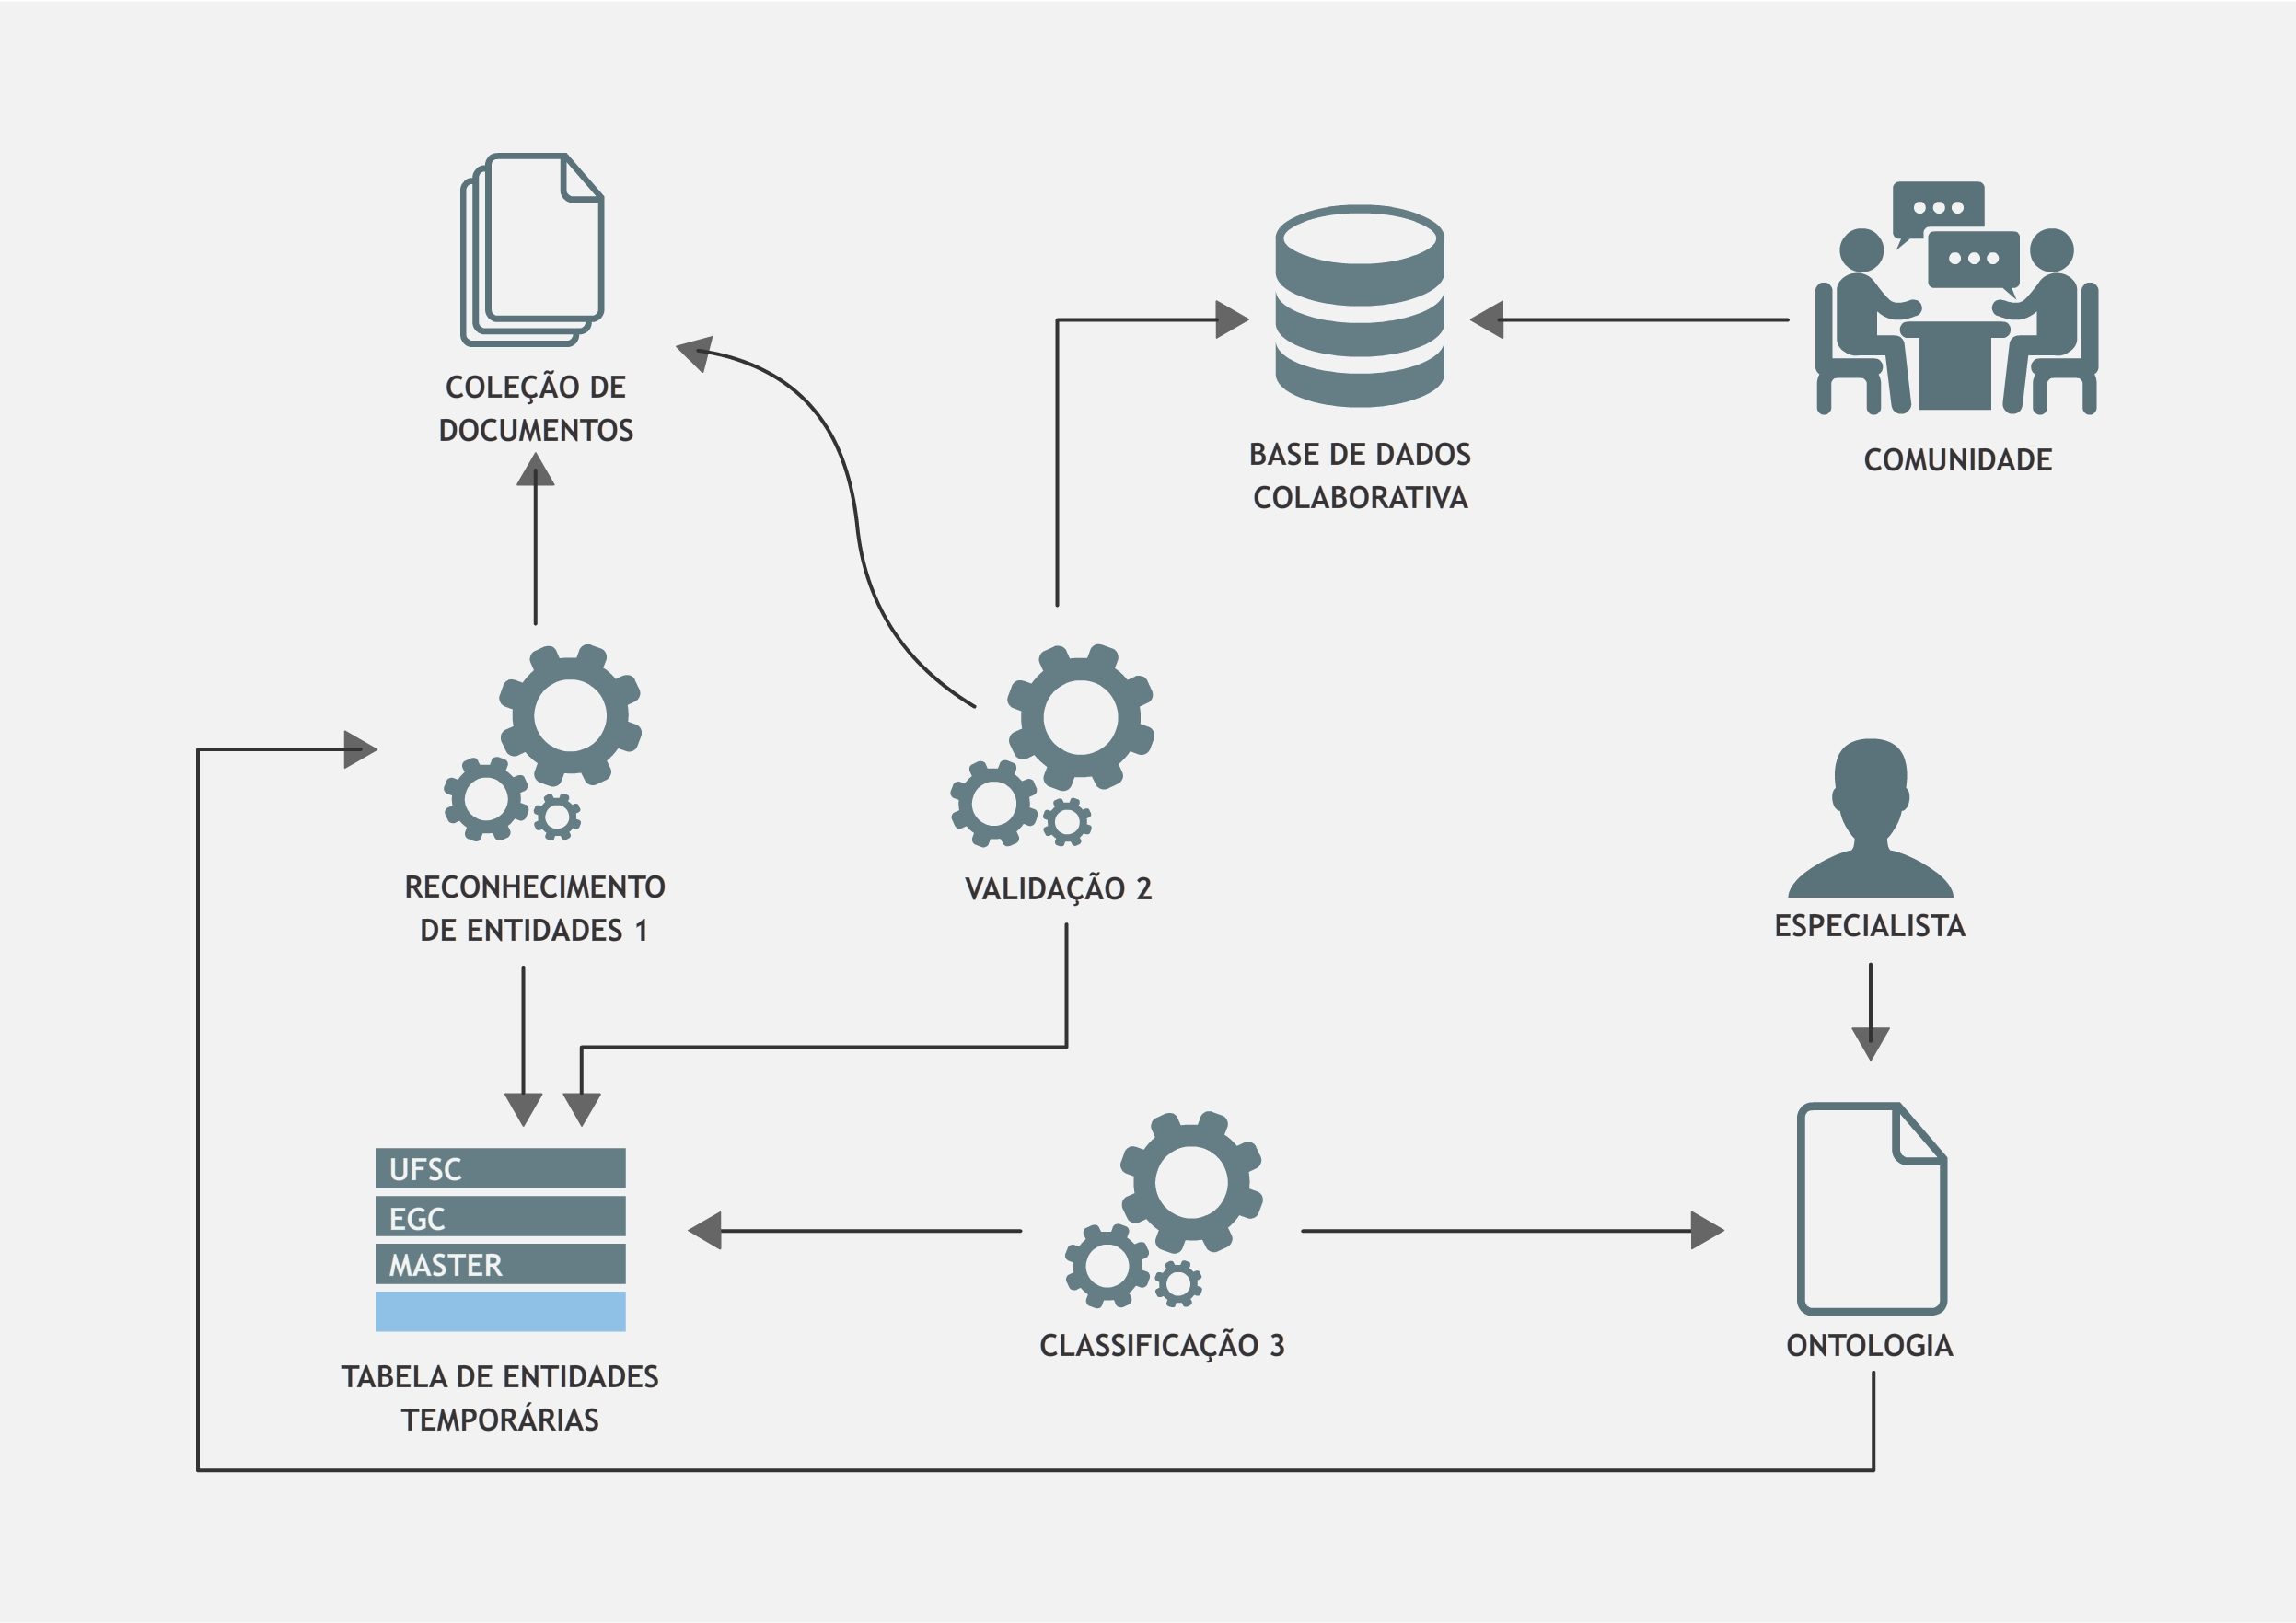 COLEÇÃO DE
DOCUMENTOS
BASE DE DADOS
COLABORATIVA
COMUNIDADE
RECONHECIMENTO
DE ENTIDADES 1
VALIDAÇÃO 2
ESPECIALISTA
UFSC
EGC
MASTER
TABELA DE ENTIDADES
TEMPORÁRIAS
CLASSIFICAÇÃO 3
ONTOLOGIA